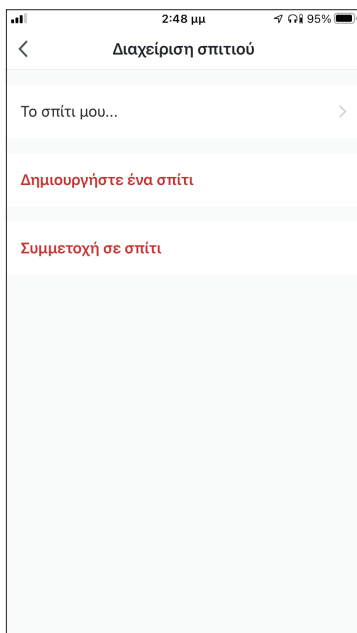 2:48 μμ
95%
Διαχείριση σπιτιού
Το σπίτι μου...
Δημιουργήστε ένα σπίτι
Συμμετοχή σε σπίτι